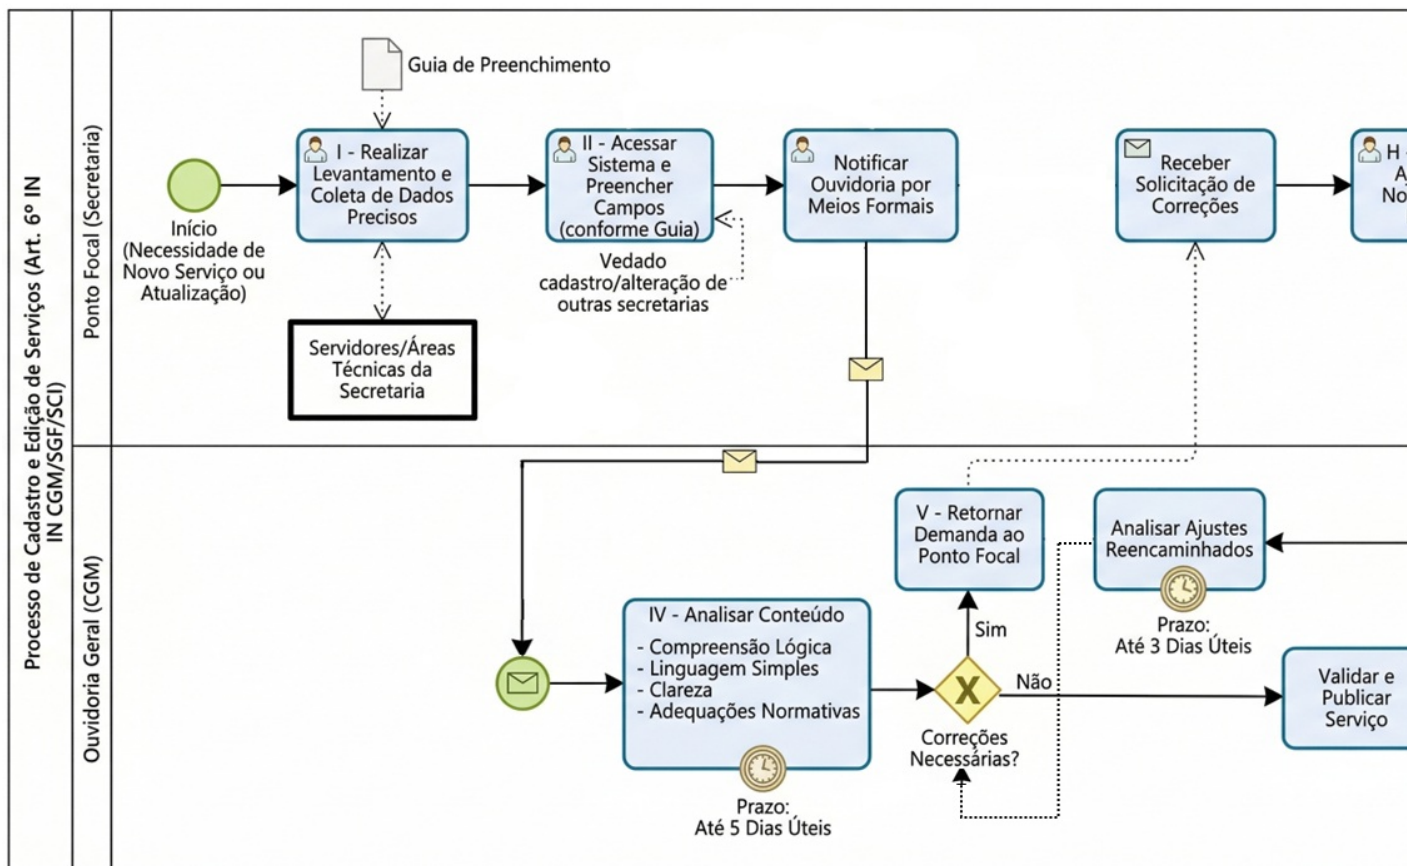 Processo de Cadastro e Edição de Serviços (Art. 6º IN
IN CGM/SGF/SCI)
Ponto Focal (Secretaria)
Guia de Preenchimento
Início
(Necessidade de
Novo Serviço ou
Atualização)
I - Realizar
Levantamento e
Coleta de Dados
Precisos
Servidores/Áreas
Técnicas da
Secretaria
II - Acessar
Sistema e
Preencher
Campos
(conforme Guia)
Vedado
cadastro/alteração de
outras secretarias
Notificar
Ouvidoria por
Meios Formais
Receber
Solicitação de
Correções
H -
A
No
Ouvidoria Geral (CGM)
IV - Analisar Conteúdo
- Compreensão Lógica
- Linguagem Simples
- Clareza
- Adequações Normativas
Prazo:
Até 5 Dias Úteis
V - Retornar
Demanda ao
Ponto Focal
Sim
X
Não
Correções
Necessárias?
Analisar Ajustes
Reencaminhados
Prazo:
Até 3 Dias Úteis
Validar e
Publicar
Serviço